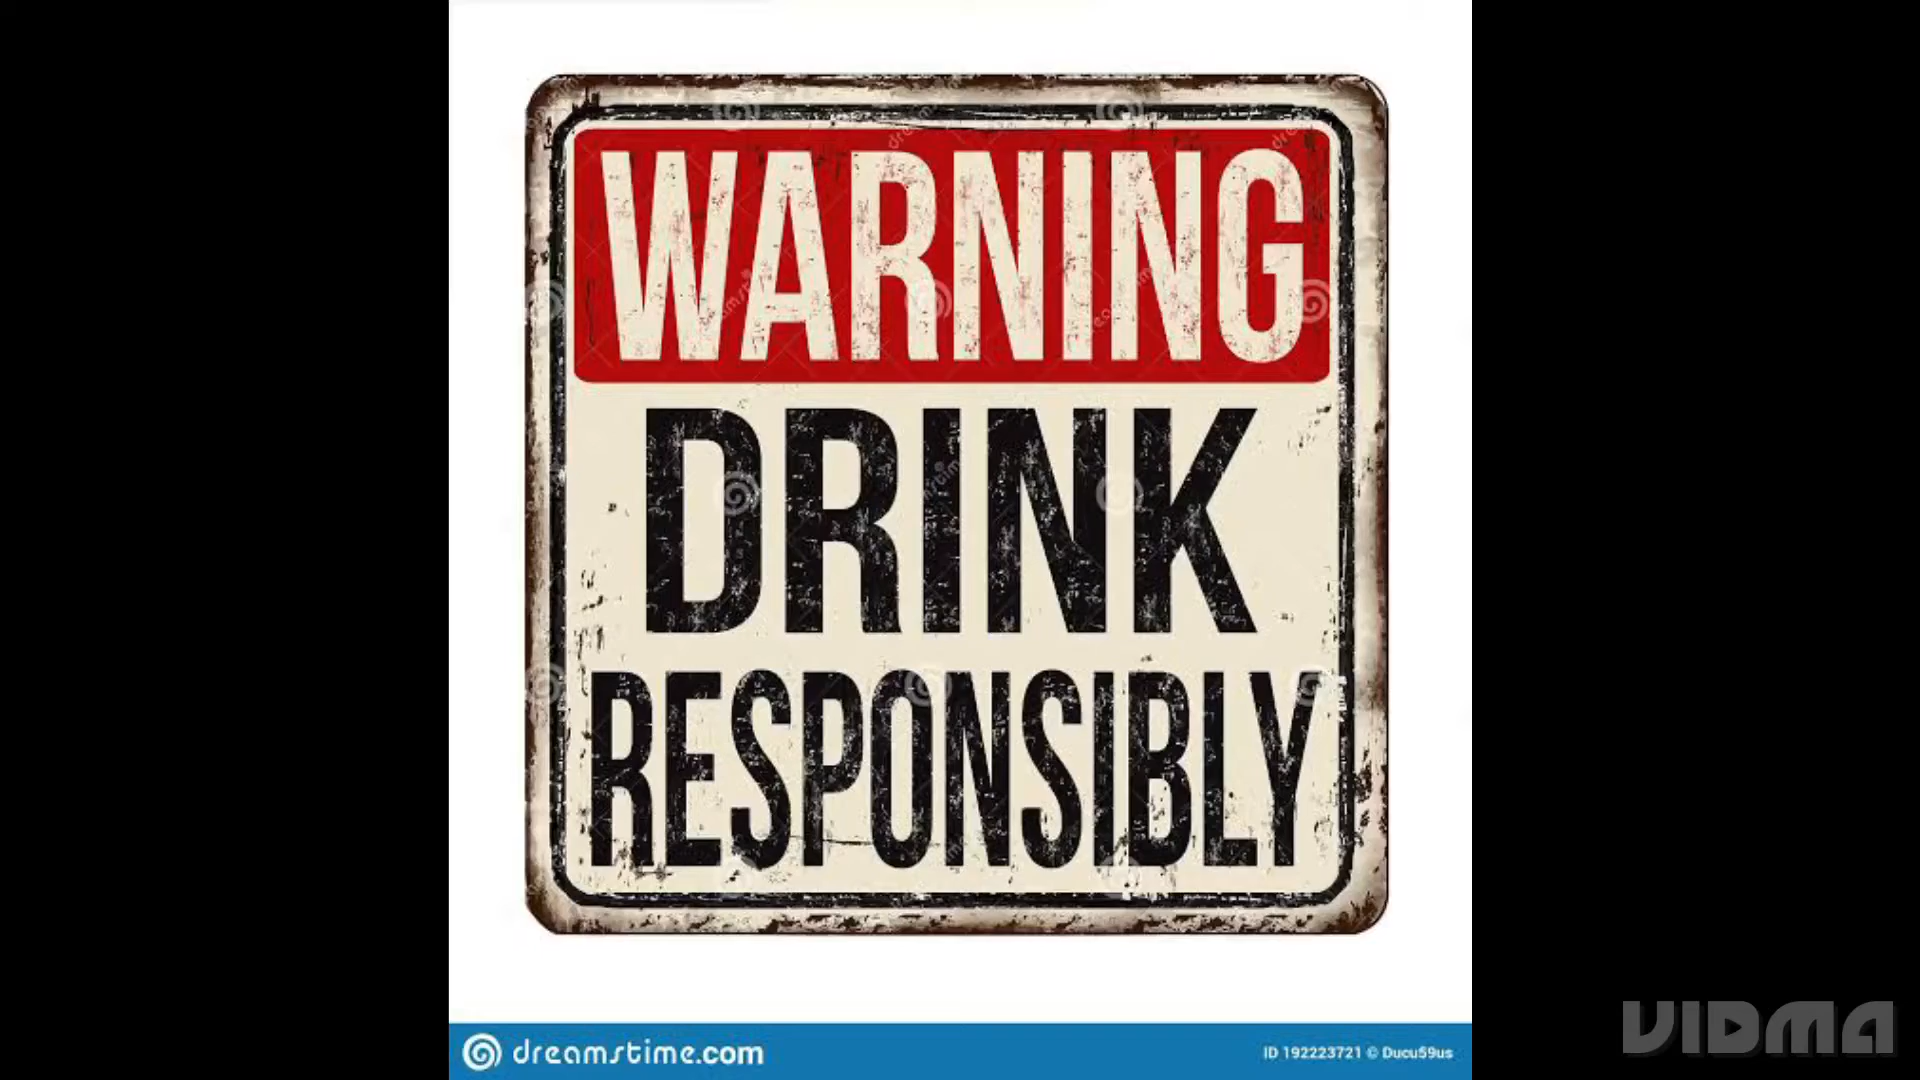 WARNING
DRINK
RESPONSIBLY
dreamstime.com
ID 192223721 © Ducu59us
VIDMA